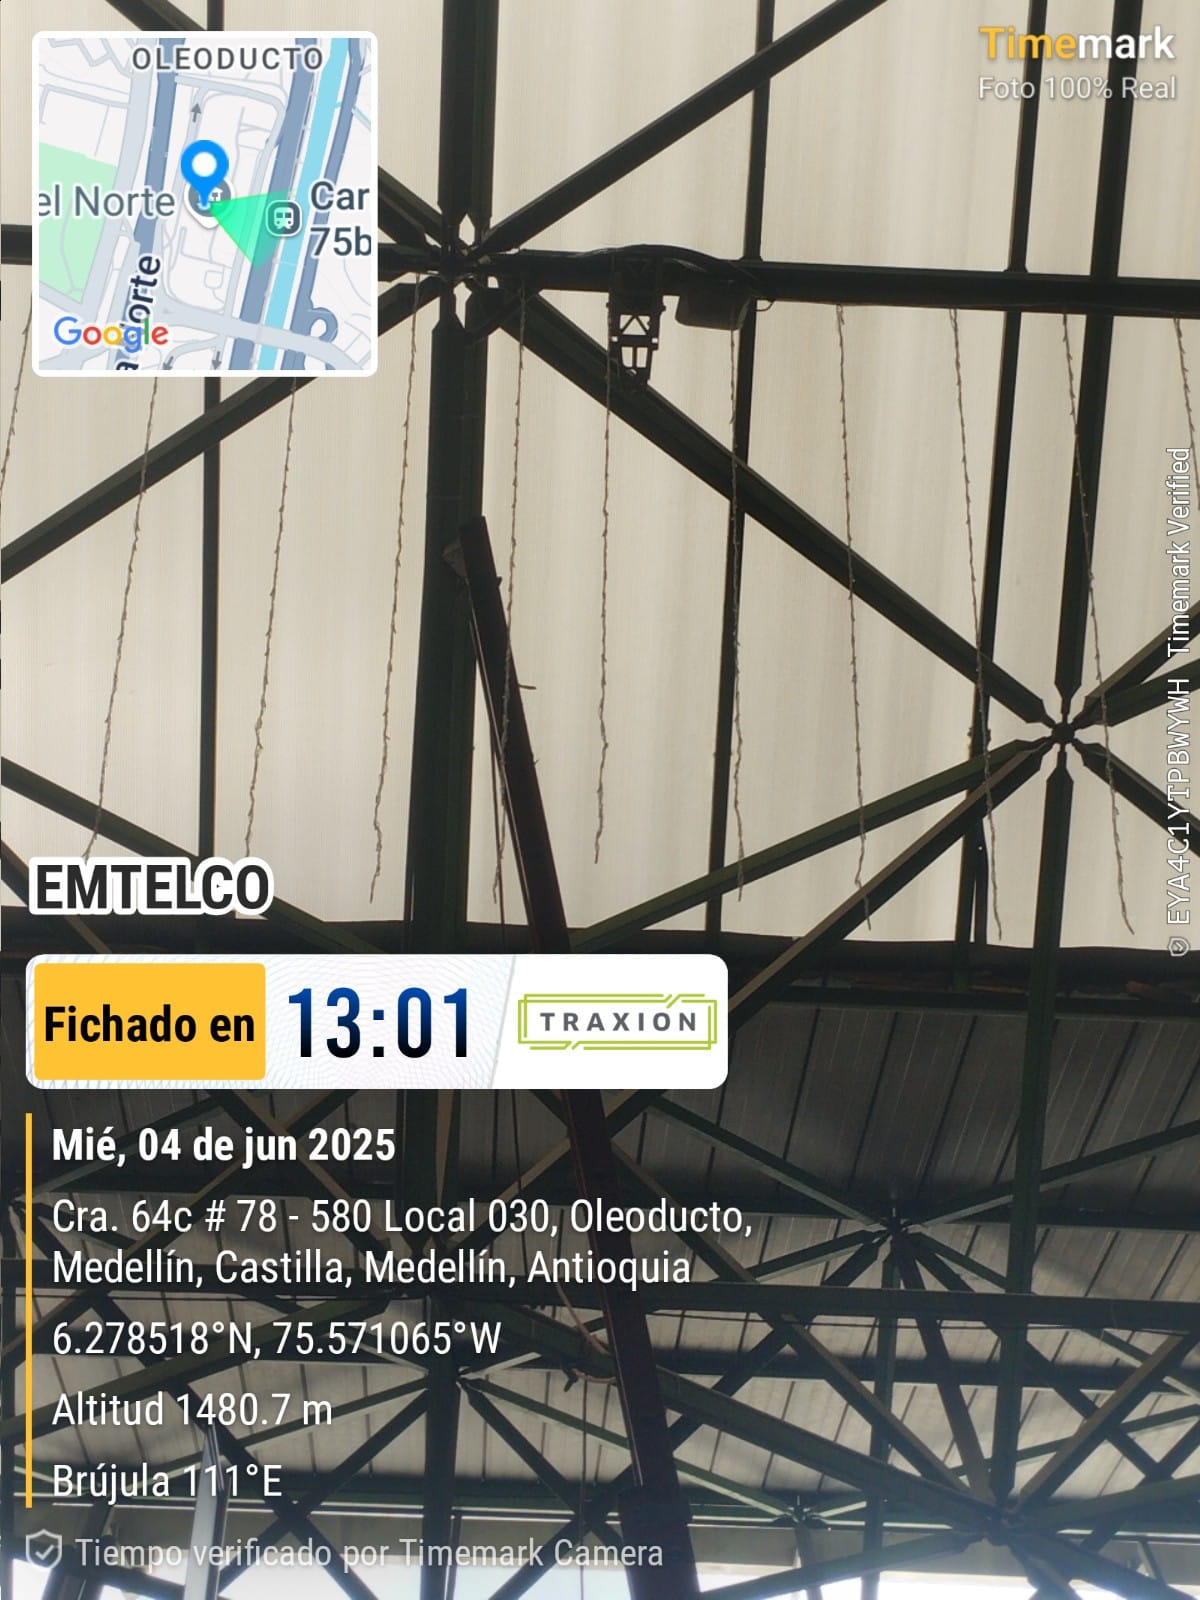 OLEODUCTO
el Norte
Car
75b
a Norte
Google
Timemark
Foto 100% Real
EYA4C1YTPBWYWH Timemark Verified
EMTELCO
Fichado en 13:01 TRAXION
Mié, 04 de jun 2025
Cra. 64c # 78 - 580 Local 030, Oleoducto,
Medellín, Castilla, Medellín, Antioquia
6.278518°N, 75.571065°W
Altitud 1480.7 m
Brújula 111°E
Tiempo verificado por Timemark Camera